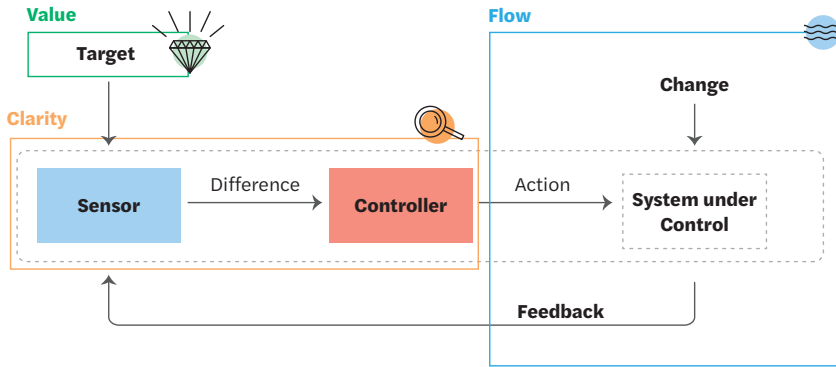 Value
Flow
Target
Change
Clarity
Sensor
Difference
Controller
Action
System under
Control
Feedback